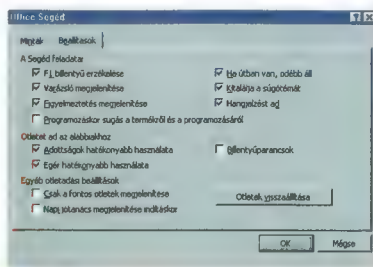 Office Segéd
Minták Beállítások
A Segéd feladatai
F1 billentyű érzékelése
Ha útban van, odébb áll
Varázsló megjelenítése
Kitalálja a súgótémát
Figyelmeztetés megjelenítése
Hangjelzést ad
Programozáskor súgás a termékről és a programozásáról
Ötletet ad az alábbiakhoz
Adottságok hatékonyabb használata
Billentyűparancsok
Egér hatékonyabb használata
Egyéb ötletadási beállítások
Csak a fontos ötletek megjelenítése
Ötletek visszaállítása
Napi jótanács megjelenítése indításkor
OK Mégse